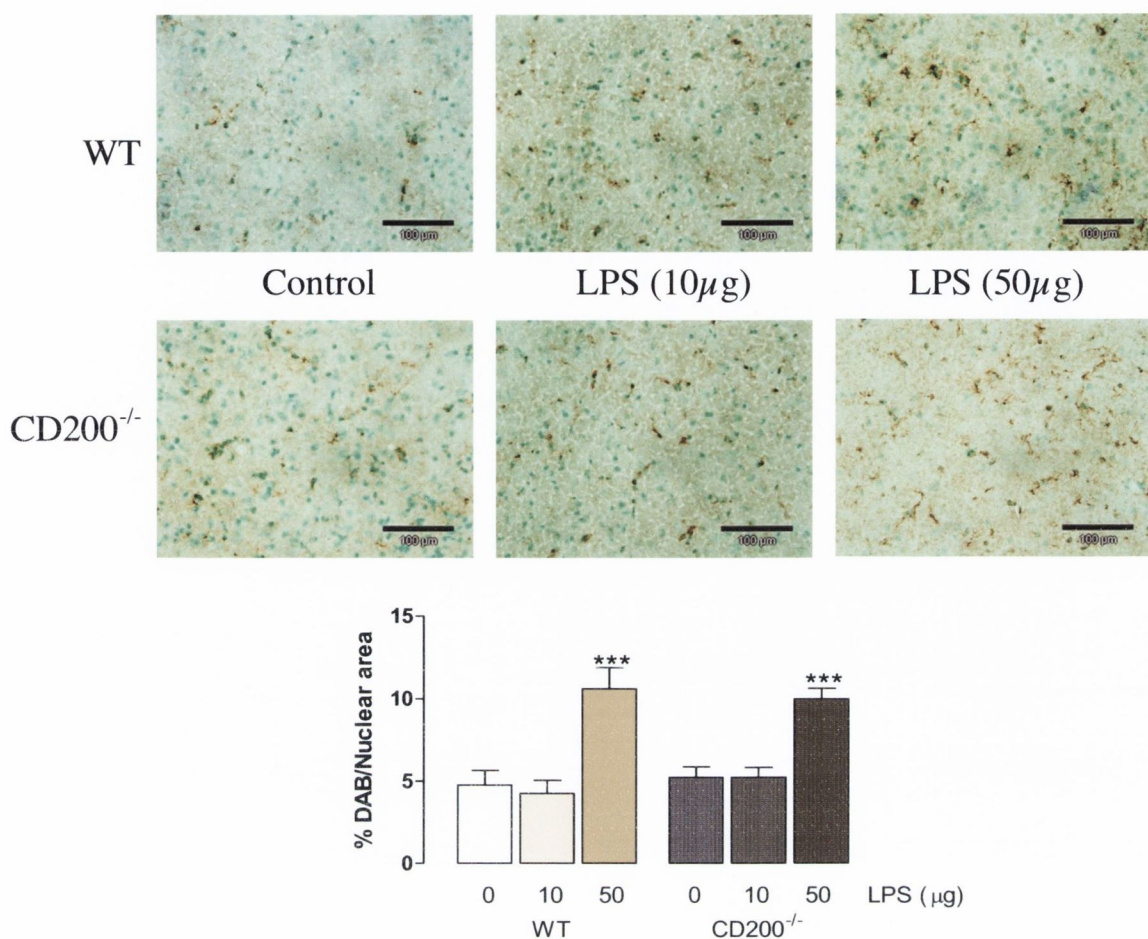 WT
100 µm
100 µm
100 µm
Control
LPS (10µg)
LPS (50µg)
CD200-/-
100 µm
100 µm
100 µm
% DAB/Nuclear area
15
10
5
0
***
***
0 10 50 0 10 50 LPS (µg)
WT CD200-/-